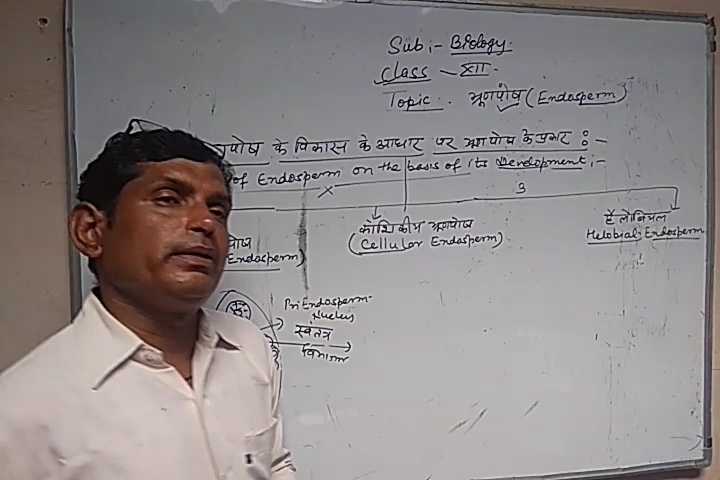 Sub:- Biology.
Class - XII.
Topic. भ्रूणपोष (Endosperm)
णपोष के विकास के आधार पर भ्रूणपोष के प्रकार :-
of Endosperm on the basis of its Development :-
3
पोष
Endosperm)
कोशिकीय भ्रूणपोष
(Cellular Endosperm)
हैलोबियल
Helobial Endosperm
Pri Endosperm
Nucleus
स्वतंत्र
विभाजन